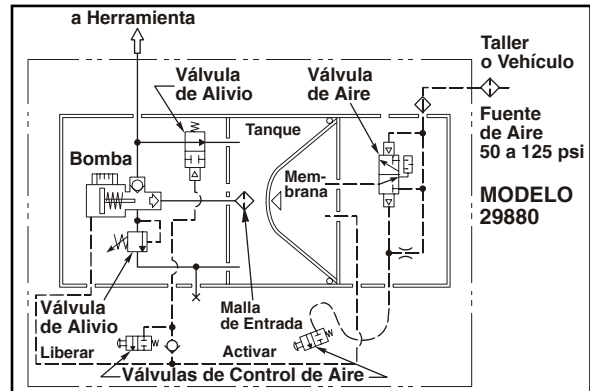 a Herramienta
Taller
o Vehículo
Válvula
de Alivio
Válvula
de Aire
Fuente
de Aire
50 a 125 psi
Tanque
Bomba
Mem-
brana
MODELO
29880
Válvula
de Alivio
Malla
de Entrada
Liberar
Activar
Válvulas de Control de Aire